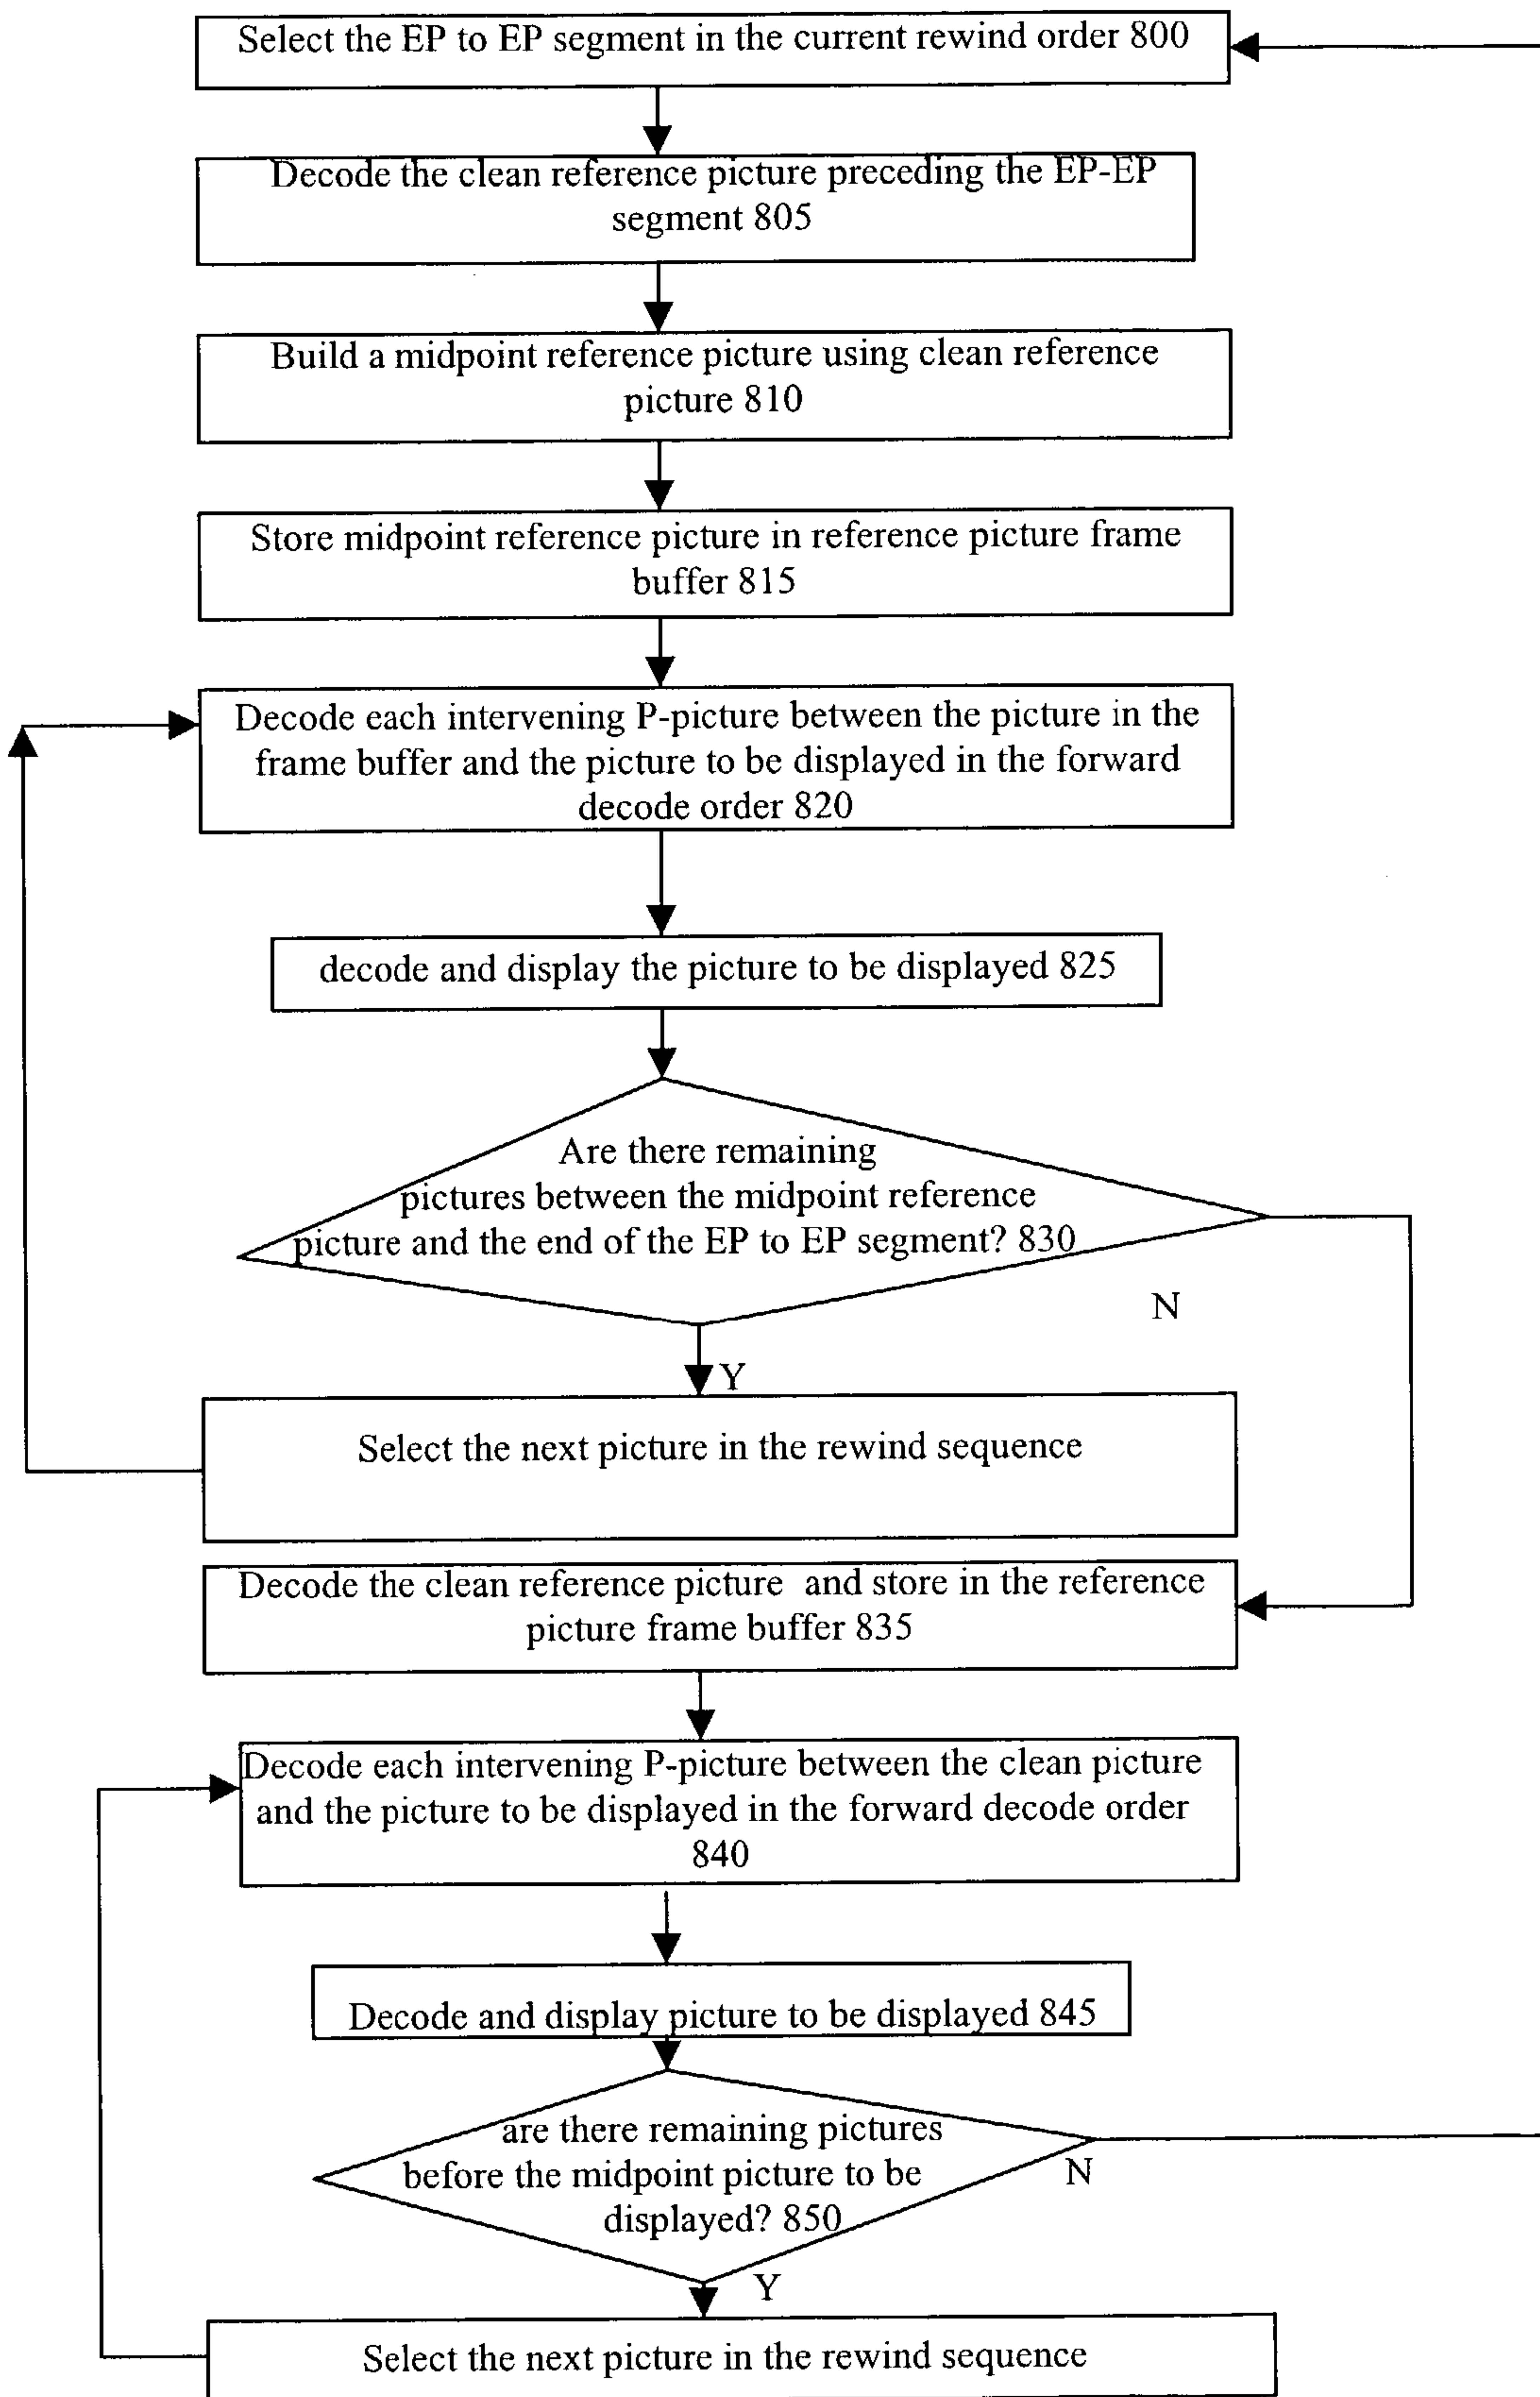 Select the EP to EP segment in the current rewind order 800
Decode the clean reference picture preceding the EP-EP
segment 805
Build a midpoint reference picture using clean reference
picture 810
Store midpoint reference picture in reference picture frame
buffer 815
Decode each intervening P-picture between the picture in the
frame buffer and the picture to be displayed in the forward
decode order 820
decode and display the picture to be displayed 825
Are there remaining
pictures between the midpoint reference
picture and the end of the EP to EP segment? 830
N
Y
Select the next picture in the rewind sequence
Decode the clean reference picture and store in the reference
picture frame buffer 835
Decode each intervening P-picture between the clean picture
and the picture to be displayed in the forward decode order
840
Decode and display picture to be displayed 845
are there remaining pictures
before the midpoint picture to be
displayed? 850
N
Y
Select the next picture in the rewind sequence